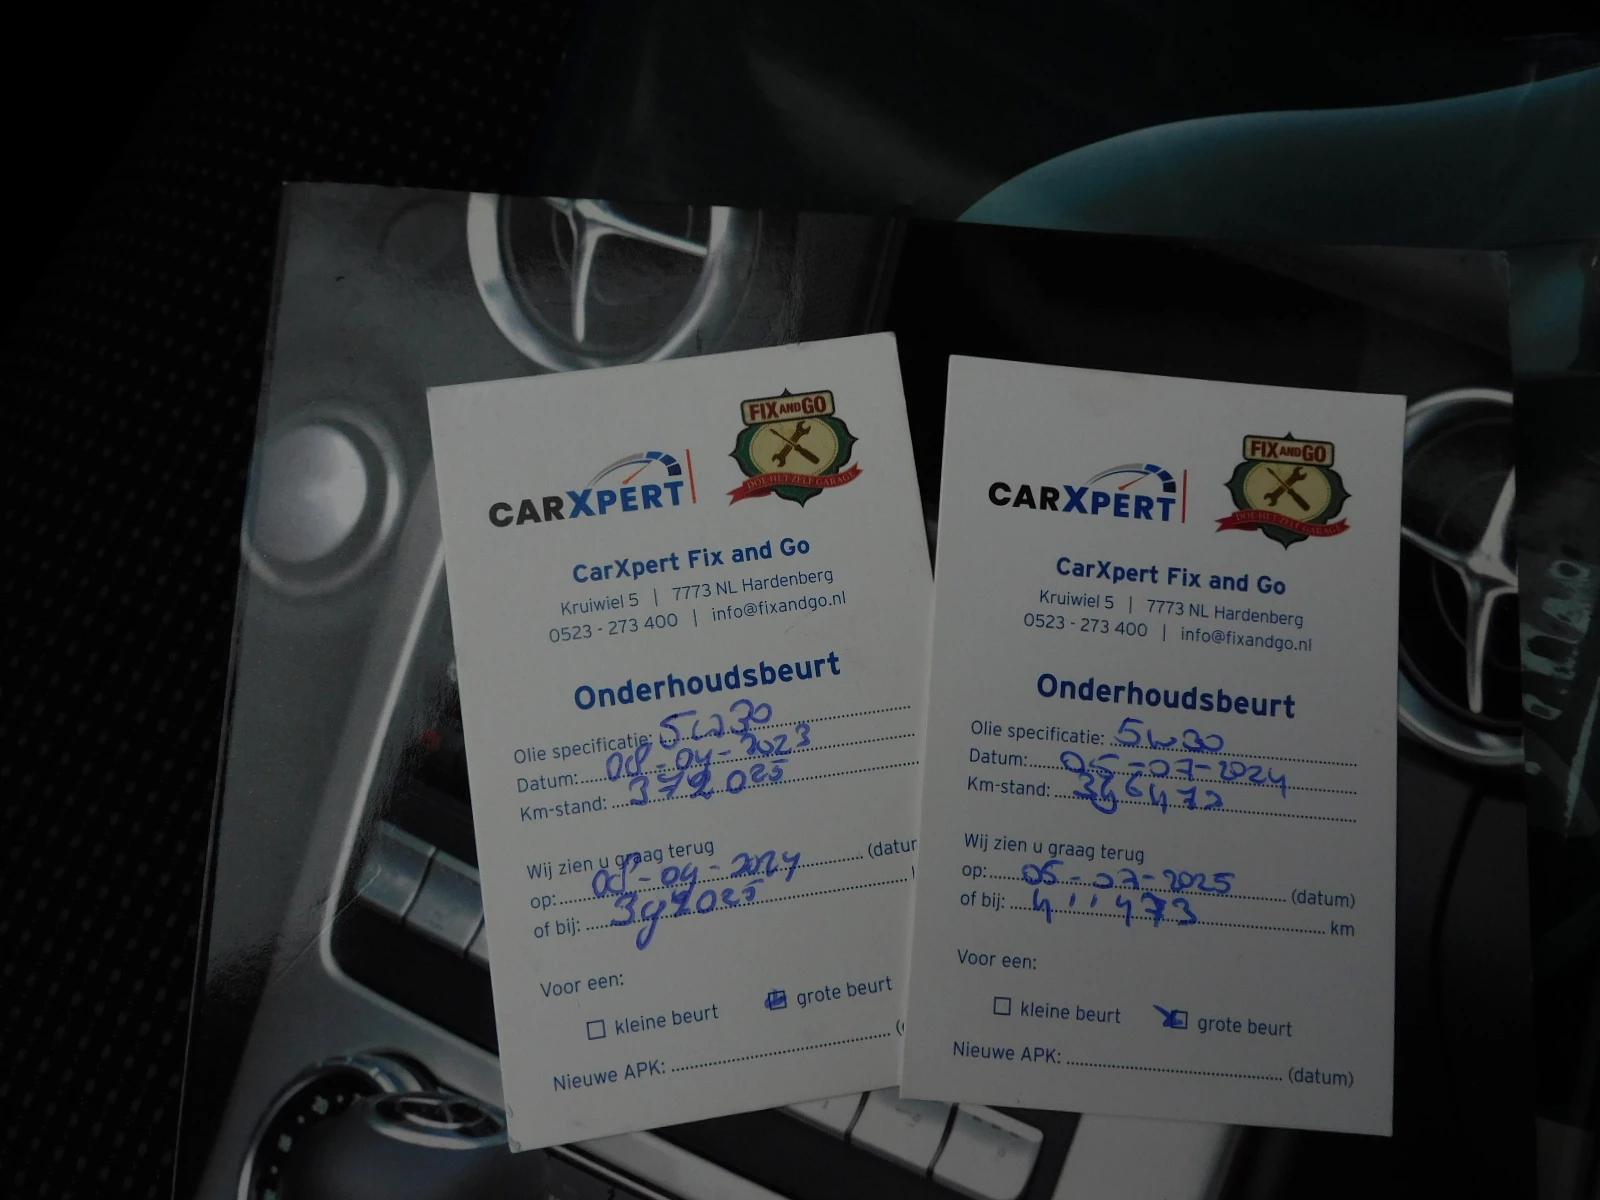 FIX AND GO
DOE HET ZELF GARAGE
CARXPERT
CarXpert Fix and Go
Kruiwiel 5 | 7773 NL Hardenberg
0523 - 273 400 | info@fixandgo.nl
Onderhoudsbeurt
Olie specificatie: 5W30
Datum: 08-04-2023
Km-stand: 372025
Wij zien u graag terug
op: 08-04-2024 (datum
of bij:
Voor een:
kleine beurt grote beurt
Nieuwe APK: (
FIX AND GO
DOE HET ZELF GARAGE
CARXPERT
CarXpert Fix and Go
Kruiwiel 5 | 7773 NL Hardenberg
0523 - 273 400 | info@fixandgo.nl
Onderhoudsbeurt
Olie specificatie: 5W30
Datum: 05-07-2024
Km-stand:
Wij zien u graag terug
op: 05-07-2025 (datum)
of bij: 411473 km
Voor een:
kleine beurt grote beurt
Nieuwe APK: (datum)